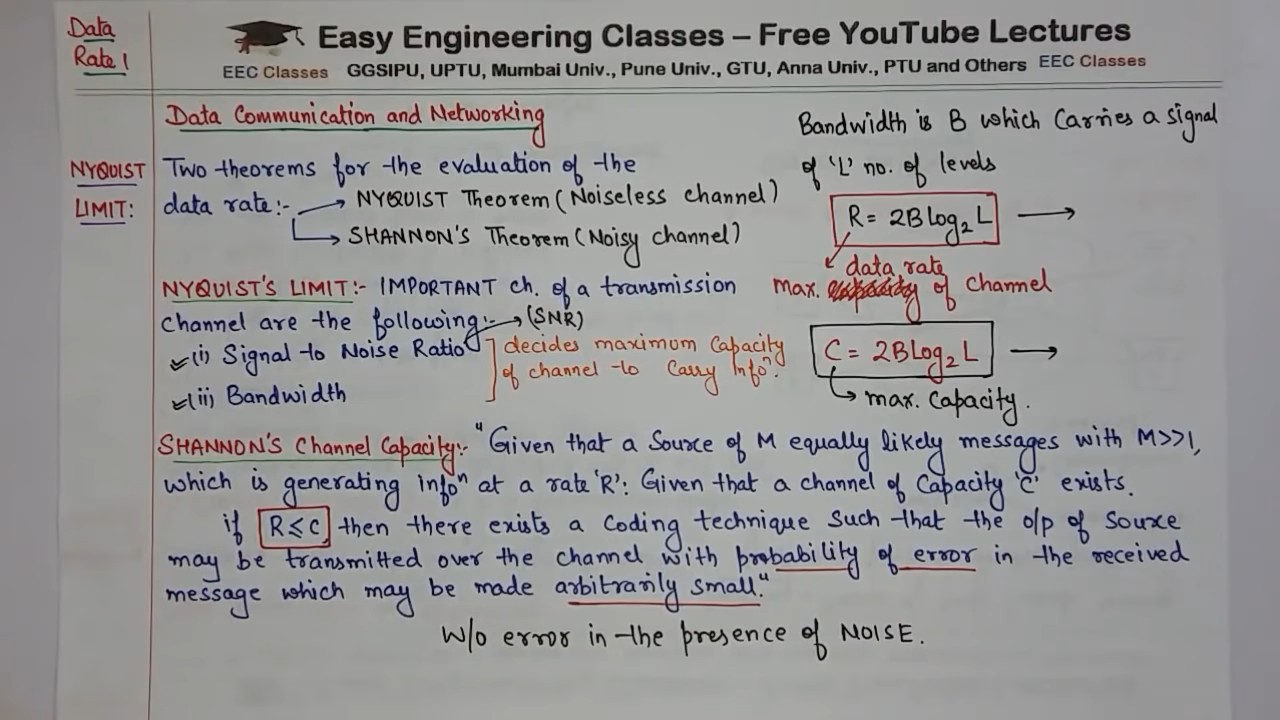 Data
Rate 1
Easy Engineering Classes – Free YouTube Lectures
EEC Classes GGSIPU, UPTU, Mumbai Univ., Pune Univ., GTU, Anna Univ., PTU and Others EEC Classes
Data Communication and Networking
NYQUIST
LIMIT:
Two theorems for the evaluation of the
data rate:- → NYQUIST Theorem (Noiseless channel)
→ SHANNON'S Theorem (Noisy channel)
Bandwidth is B which Carries a signal
of 'L' no. of levels
R = 2B log₂ L →
data rate
max. of channel
C = 2B Log₂ L →
max. Capacity.
NYQUIST'S LIMIT:- IMPORTANT ch. of a transmission
channel are the following:- → (SNR)
✓(i) Signal to Noise Ratio
✓(ii) Bandwidth
decides maximum Capacity
of channel to Carry Infoⁿ.
SHANNON'S Channel Capacity:- "Given that a Source of M equally likely messages with M>>1,
which is generating infoⁿ at a rate 'R': Given that a channel of Capacity 'C' exists.
if R ≤ C, then there exists a coding technique such that the o/p of source
may be transmitted over the channel with probability of error in the received
message which may be made arbitrarily small."
W/o error in the presence of NOISE.